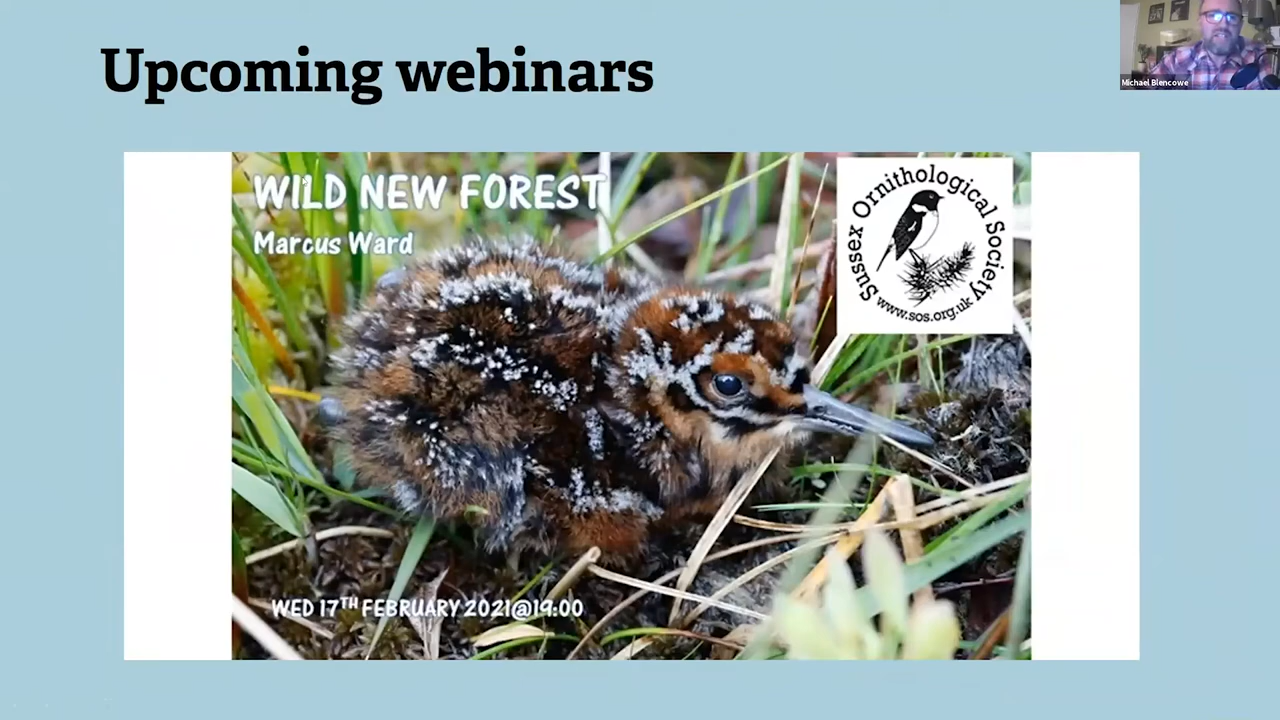 Upcoming webinars
Michael Blencowe
WILD NEW FOREST
Marcus Ward
Sussex Ornithological Society
www.sos.org.uk
WED 17TH FEBRUARY 2021@19:00